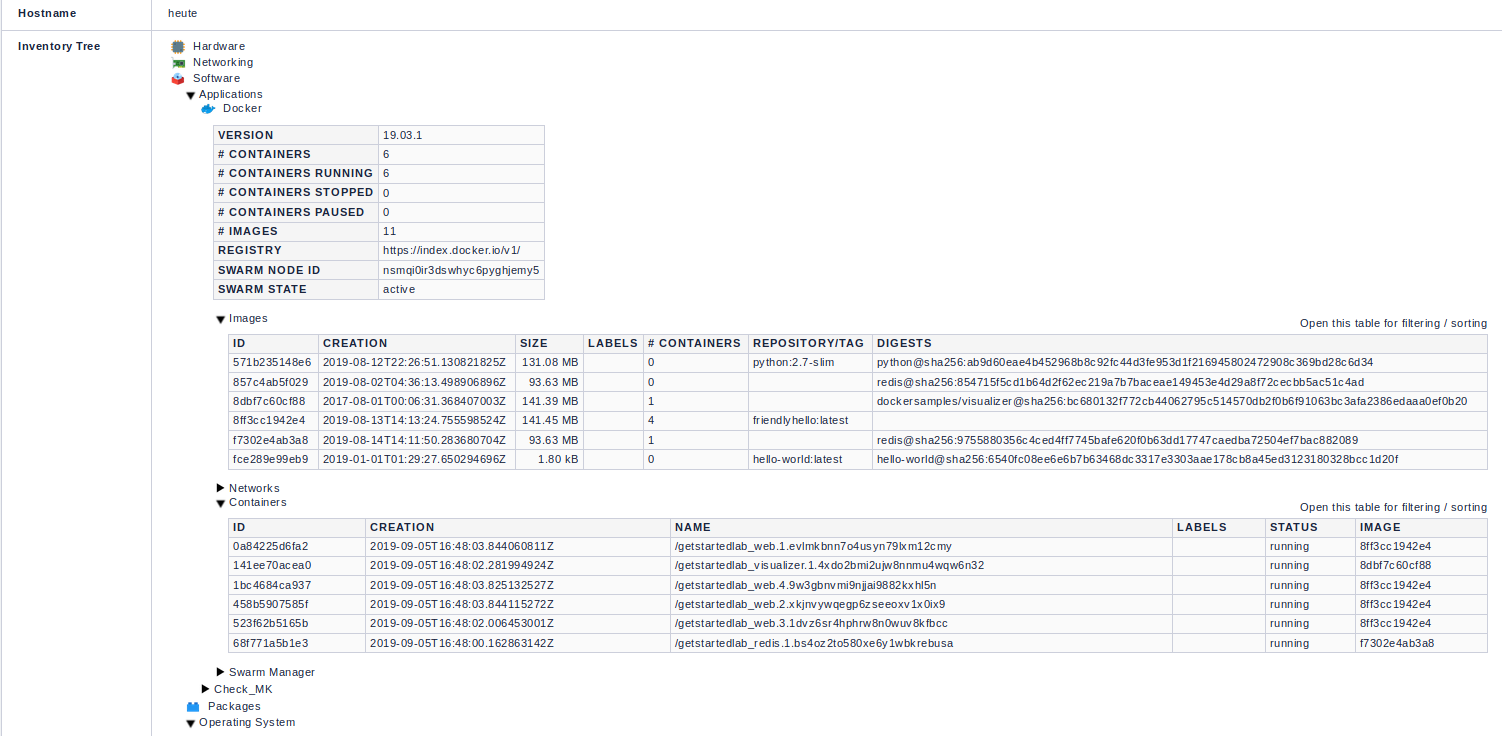 Hostname heute
Inventory Tree Hardware
Networking
Software
Applications
Docker
VERSION 19.03.1
# CONTAINERS 6
# CONTAINERS RUNNING 6
# CONTAINERS STOPPED 0
# CONTAINERS PAUSED 0
# IMAGES 11
REGISTRY https://index.docker.io/v1/
SWARM NODE ID nsmqi0ir3dswhyc6pyghjemy5
SWARM STATE active
Images Open this table for filtering / sorting
ID CREATION SIZE LABELS # CONTAINERS REPOSITORY/TAG DIGESTS
571b235148e6 2019-08-12T22:26:51.130821825Z 131.08 MB 0 python:2.7-slim python@sha256:ab9d60eae4b452968b8c92fc44d3fe953d1f216945802472908c369bd28c6d34
857c4ab5f029 2019-08-02T04:36:13.498906896Z 93.63 MB 0 redis@sha256:854715f5cd1b64d2f62ec219a7b7baceae149453e4d29a8f72cecbb5ac51c4ad
8dbf7c60cf88 2017-08-01T00:06:31.368407003Z 141.39 MB 1 dockersamples/visualizer@sha256:bc680132f772cb44062795c514570db2f0b6f91063bc3afa2386edaaa0ef0b20
8ff3cc1942e4 2019-08-13T14:13:24.755598524Z 141.45 MB 4 friendlyhello:latest
f7302e4ab3a8 2019-08-14T14:11:50.283680704Z 93.63 MB 1 redis@sha256:9755880356c4ced4ff7745bafe620f0b63dd17747caedba72504ef7bac882089
fce289e99eb9 2019-01-01T01:29:27.650294696Z 1.80 kB 0 hello-world:latest hello-world@sha256:6540fc08ee6e6b7b63468dc3317e3303aae178cb8a45ed3123180328bcc1d20f
Networks
Containers Open this table for filtering / sorting
ID CREATION NAME LABELS STATUS IMAGE
0a84225d6fa2 2019-09-05T16:48:03.844060811Z /getstartedlab_web.1.evlmkbnn7o4usyn79lxm12cmy running 8ff3cc1942e4
141ee70acea0 2019-09-05T16:48:02.281994924Z /getstartedlab_visualizer.1.4xdo2bmi2ujw8nnmu4wqw6n32 running 8dbf7c60cf88
1bc4684ca937 2019-09-05T16:48:03.825132527Z /getstartedlab_web.4.9w3gbnvmi9njjai9882kxhl5n running 8ff3cc1942e4
458b5907585f 2019-09-05T16:48:03.844115272Z /getstartedlab_web.2.xkjnvywqegp6zseeoxv1x0ix9 running 8ff3cc1942e4
523f62b5165b 2019-09-05T16:48:02.006453001Z /getstartedlab_web.3.1dvz6sr4hphrw8n0wuv8kfbcc running 8ff3cc1942e4
68f771a5b1e3 2019-09-05T16:48:00.162863142Z /getstartedlab_redis.1.bs4oz2to580xe6y1wbkrebusa running f7302e4ab3a8
Swarm Manager
Check_MK
Packages
Operating System